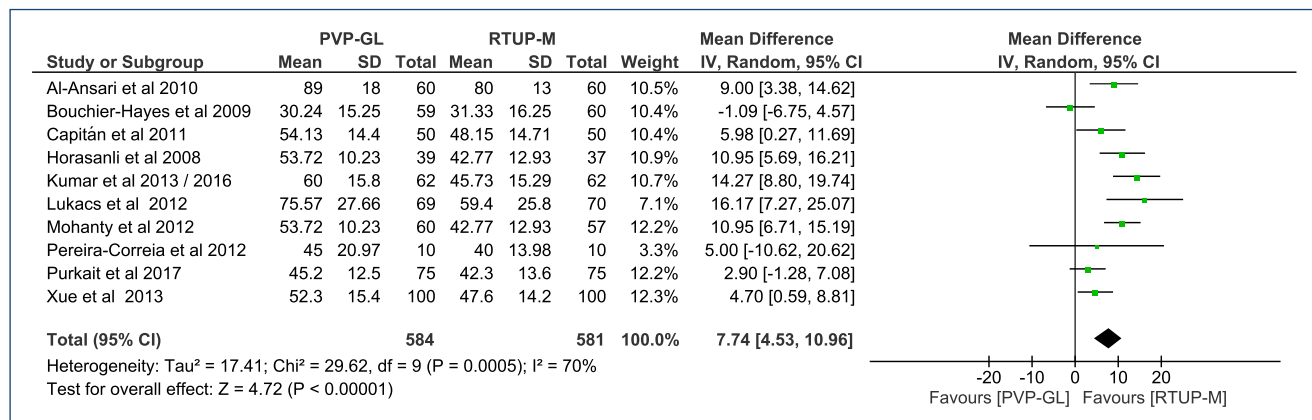 PVP-GL RTUP-M Mean Difference Mean Difference
Study or Subgroup Mean SD Total Mean SD Total Weight IV, Random, 95% CI IV, Random, 95% CI
Al-Ansari et al 2010 89 18 60 80 13 60 10.5% 9.00 [3.38, 14.62]
Bouchier-Hayes et al 2009 30.24 15.25 59 31.33 16.25 60 10.4% -1.09 [-6.75, 4.57]
Capitán et al 2011 54.13 14.4 50 48.15 14.71 50 10.4% 5.98 [0.27, 11.69]
Horasanli et al 2008 53.72 10.23 39 42.77 12.93 37 10.9% 10.95 [5.69, 16.21]
Kumar et al 2013 / 2016 60 15.8 62 45.73 15.29 62 10.7% 14.27 [8.80, 19.74]
Lukacs et al 2012 75.57 27.66 69 59.4 25.8 70 7.1% 16.17 [7.27, 25.07]
Mohanty et al 2012 53.72 10.23 60 42.77 12.93 57 12.2% 10.95 [6.71, 15.19]
Pereira-Correia et al 2012 45 20.97 10 40 13.98 10 3.3% 5.00 [-10.62, 20.62]
Purkait et al 2017 45.2 12.5 75 42.3 13.6 75 12.2% 2.90 [-1.28, 7.08]
Xue et al 2013 52.3 15.4 100 47.6 14.2 100 12.3% 4.70 [0.59, 8.81]
Total (95% CI) 584 581 100.0% 7.74 [4.53, 10.96]
Heterogeneity: Tau² = 17.41; Chi² = 29.62, df = 9 (P = 0.0005); I² = 70%
Test for overall effect: Z = 4.72 (P < 0.00001)
-20 -10 0 10 20
Favours [PVP-GL] Favours [RTUP-M]